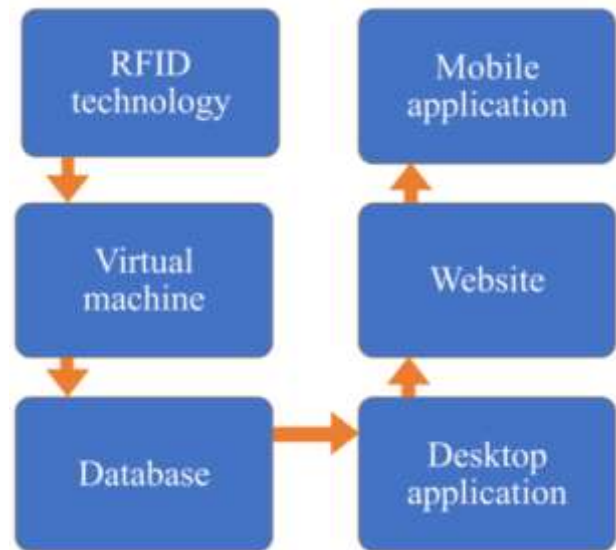 RFID
technology
Virtual
machine
Database
Desktop
application
Website
Mobile
application